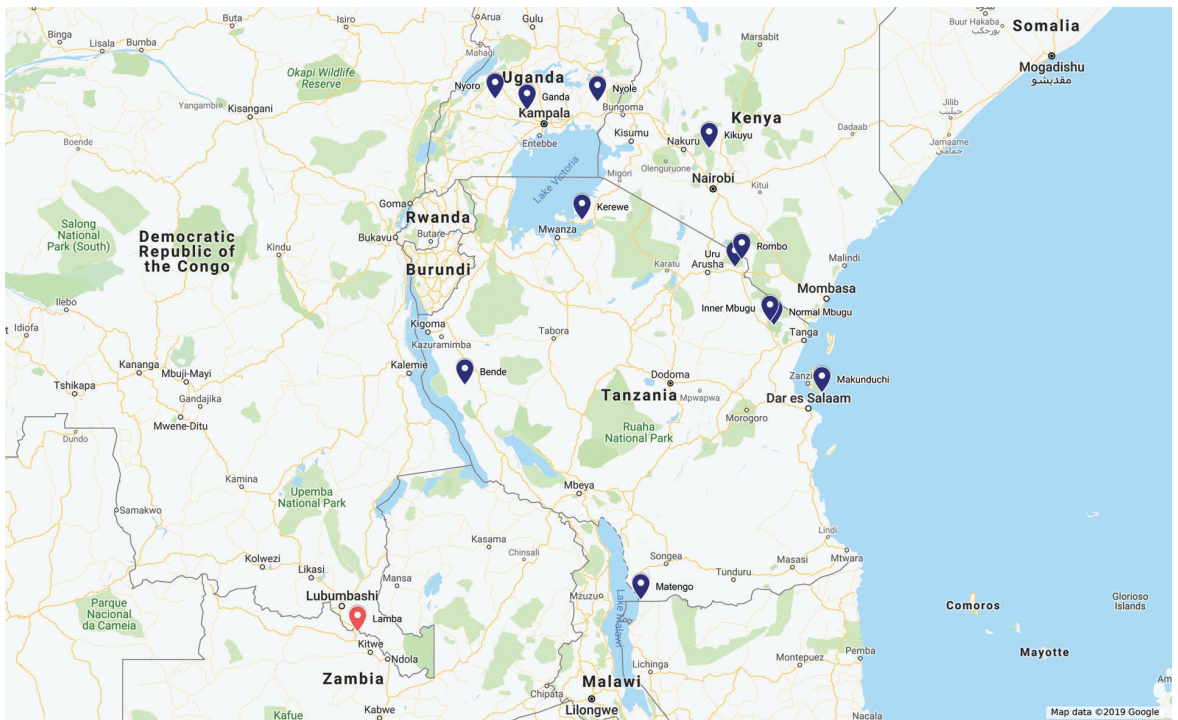 Binga
Lisala
Bumba
Buta
Isiro
Arua
Gulu
Mahagi
Marsabit
Buur Hakaba
Somalia
Mogadishu
مقديشو
Okapi Wildlife
Reserve
Yangambi
Kisangani
Nyoro
Uganda
Ganda
Nyole
Kampala
Bungoma
Entebbe
Kisumu
Nakuru
Kenya
Kikuyu
Dadaab
Jilib
جيليب
Jamaame
جمامي
Boende
Lake Victoria
Olenguruone
Migori
Nairobi
Kitui
Goma
Rwanda
Kerewe
Salong
National
Park (South)
Democratic
Republic of
the Congo
Kindu
Bukavu
Butare
Mwanza
Burundi
Karatu
Uru
Arusha
Rombo
Malindi
Mombasa
Ilebo
Inner Mbugu
Normal Mbugu
t
Idiofa
Kigoma
Kazuramimba
Tabora
Tanga
Kananga
Mbuji-Mayi
Kalemie
Bende
Dodoma
Mpwapwa
Zanzi
Makunduchi
Tshikapa
Gandajika
Tanzania
Dar es Salaam
Mwene-Ditu
Morogoro
Ruaha
National Park
Dundo
Kamina
Upemba
National Park
Mbeya
Samakwo
Lindi
Kasama
Chinsali
Songea
Masasi
Mtwara
Kolwezi
Likasi
Mansa
Tunduru
Matengo
Mzuzu
Lubumbashi
Lamba
Lake Malawi
Parque
Nacional
da Cameia
Comoros
Glorioso
Islands
Kitwe
Ndola
Lichinga
Montepuez
Pemba
Mayotte
Zambia
Malawi
Chipata
Am
Kafue
Kabwe
Lilongwe
Nacala
Map data ©2019 Google